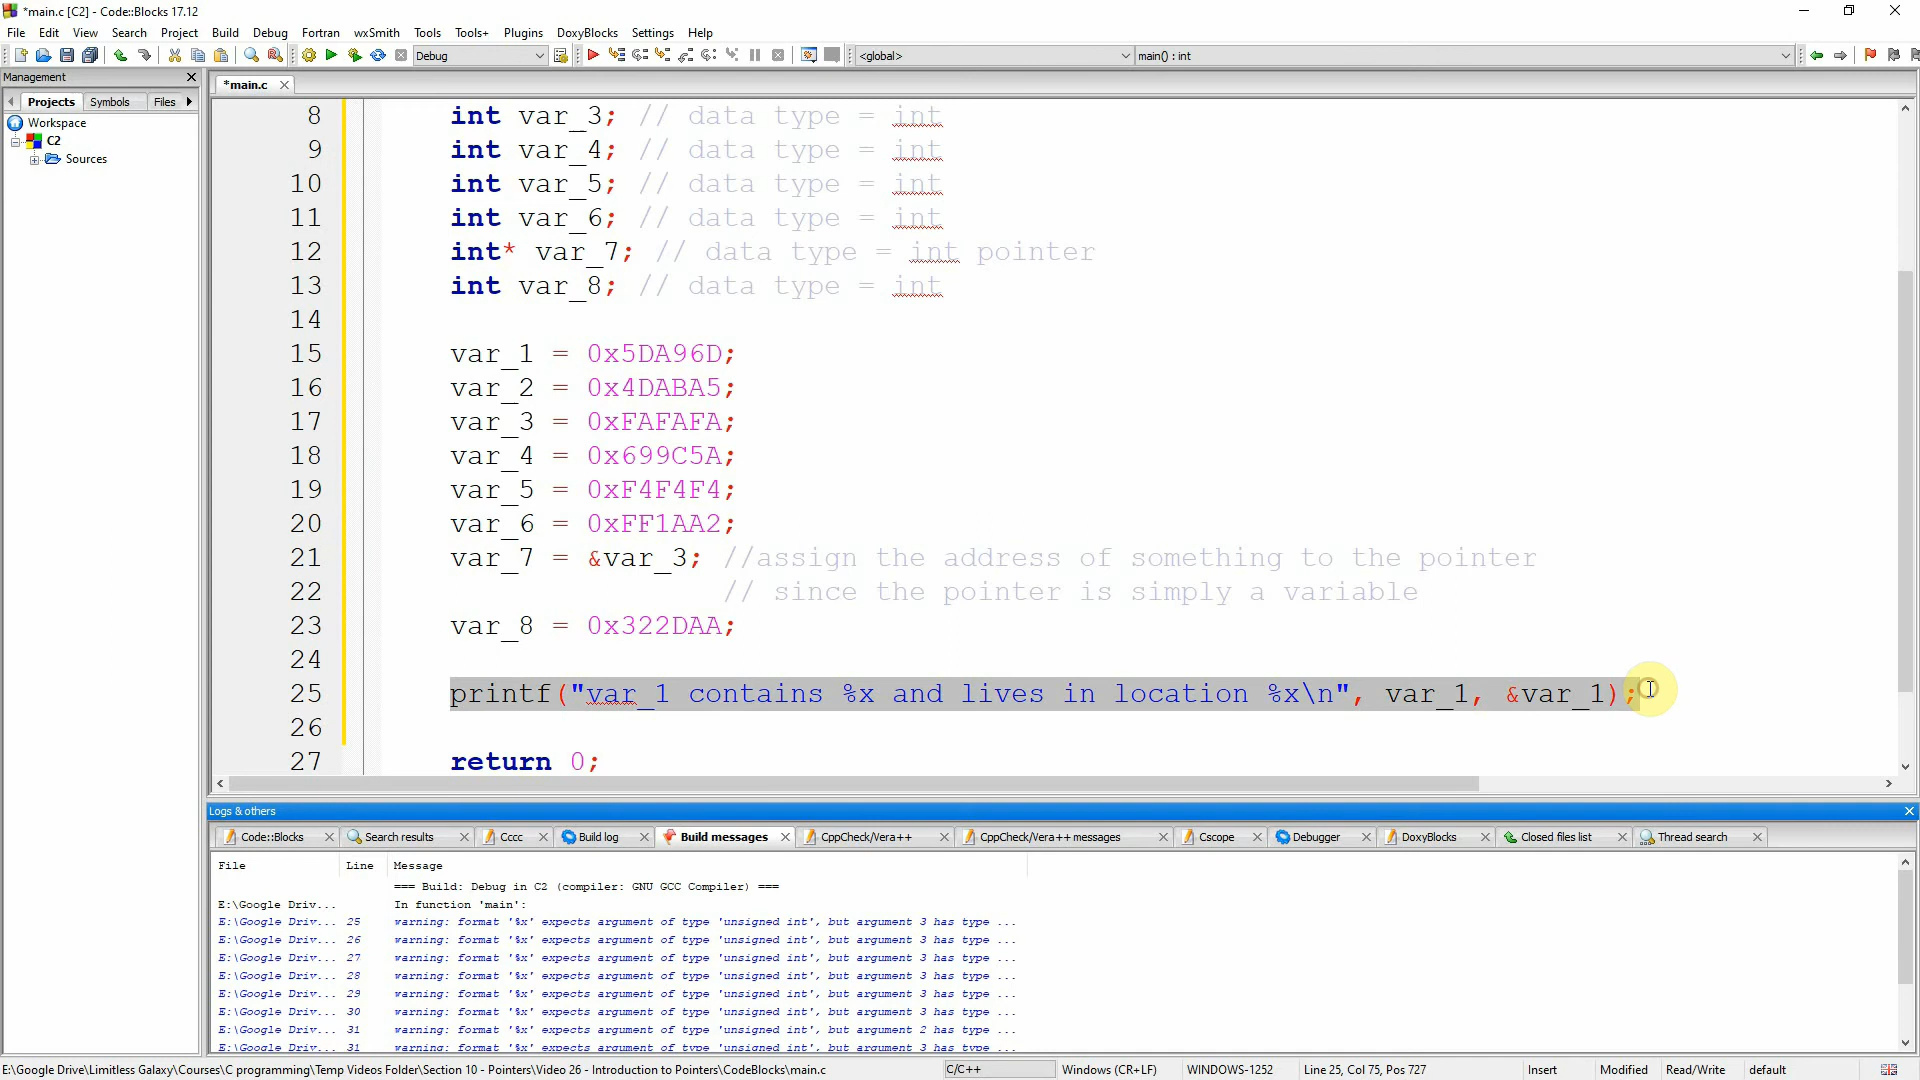 *main.c [C2] - Code::Blocks 17.12
File Edit View Search Project Build Debug Fortran wxSmith Tools Tools+ Plugins DoxyBlocks Settings Help
Debug <global> main() : int
Management
*main.c
Projects Symbols Files
Workspace
C2
Sources
8 int var_3; // data type = int
9 int var_4; // data type = int
10 int var_5; // data type = int
11 int var_6; // data type = int
12 int* var_7; // data type = int pointer
13 int var_8; // data type = int
14
15 var_1 = 0x5DA96D;
16 var_2 = 0x4DABA5;
17 var_3 = 0xFAFAFA;
18 var_4 = 0x699C5A;
19 var_5 = 0xF4F4F4;
20 var_6 = 0xFF1AA2;
21 var_7 = &var_3; //assign the address of something to the pointer
22 // since the pointer is simply a variable
23 var_8 = 0x322DAA;
24
25 printf("var_1 contains %x and lives in location %x\n", var_1, &var_1);
26
27 return 0;
Logs & others
Code::Blocks Search results Cccc Build log Build messages CppCheck/Vera++ CppCheck/Vera++ messages Cscope Debugger DoxyBlocks Closed files list Thread search
File Line Message
=== Build: Debug in C2 (compiler: GNU GCC Compiler) ===
E:\Google Driv... In function 'main':
E:\Google Driv... 25 warning: format '%x' expects argument of type 'unsigned int', but argument 3 has type ...
E:\Google Driv... 26 warning: format '%x' expects argument of type 'unsigned int', but argument 3 has type ...
E:\Google Driv... 27 warning: format '%x' expects argument of type 'unsigned int', but argument 3 has type ...
E:\Google Driv... 28 warning: format '%x' expects argument of type 'unsigned int', but argument 3 has type ...
E:\Google Driv... 29 warning: format '%x' expects argument of type 'unsigned int', but argument 3 has type ...
E:\Google Driv... 30 warning: format '%x' expects argument of type 'unsigned int', but argument 3 has type ...
E:\Google Driv... 31 warning: format '%x' expects argument of type 'unsigned int', but argument 2 has type ...
E:\Google Driv... 31 warning: format '%x' expects argument of type 'unsigned int', but argument 3 has type ...
E:\Google Drive\Limitless Galaxy\Courses\C programming\Temp Videos Folder\Section 10 - Pointers\Video 26 - Introduction to Pointers\CodeBlocks\main.c C/C++ Windows (CR+LF) WINDOWS-1252 Line 25, Col 75, Pos 727 Insert Modified Read/Write default